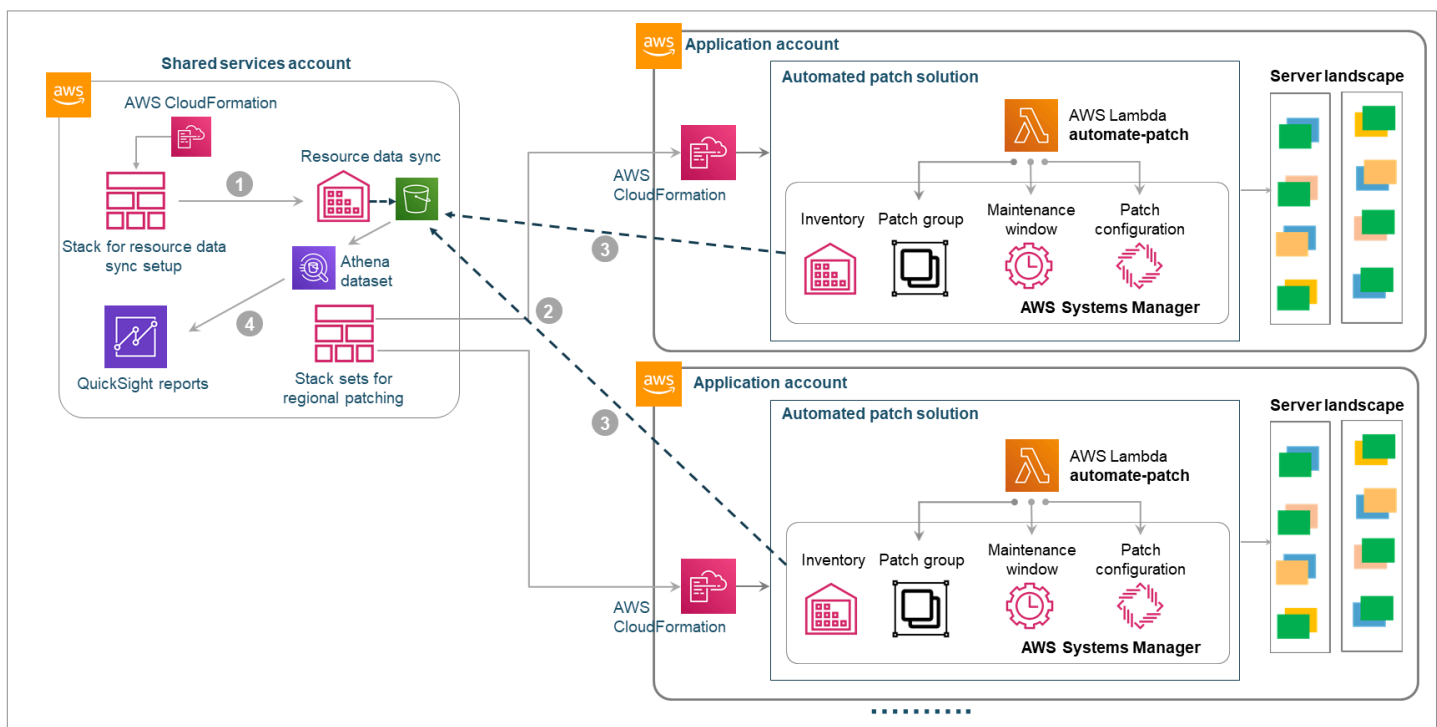 Shared services account
aws
AWS CloudFormation
Resource data sync
1
Stack for resource data
sync setup
Athena
dataset
4
QuickSight reports
Stack sets for
regional patching
2
3
3
aws
Application account
Automated patch solution
AWS Lambda
automate-patch
AWS
CloudFormation
Inventory
Patch group
Maintenance
window
Patch
configuration
AWS Systems Manager
Server landscape
aws
Application account
Automated patch solution
AWS Lambda
automate-patch
AWS
CloudFormation
Inventory
Patch group
Maintenance
window
Patch
configuration
AWS Systems Manager
Server landscape